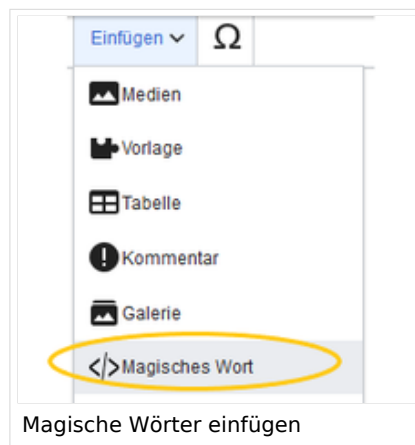 Einfügen Ω
Medien
Vorlage
Tabelle
Kommentar
Galerie
Magisches Wort
Magische Wörter einfügen